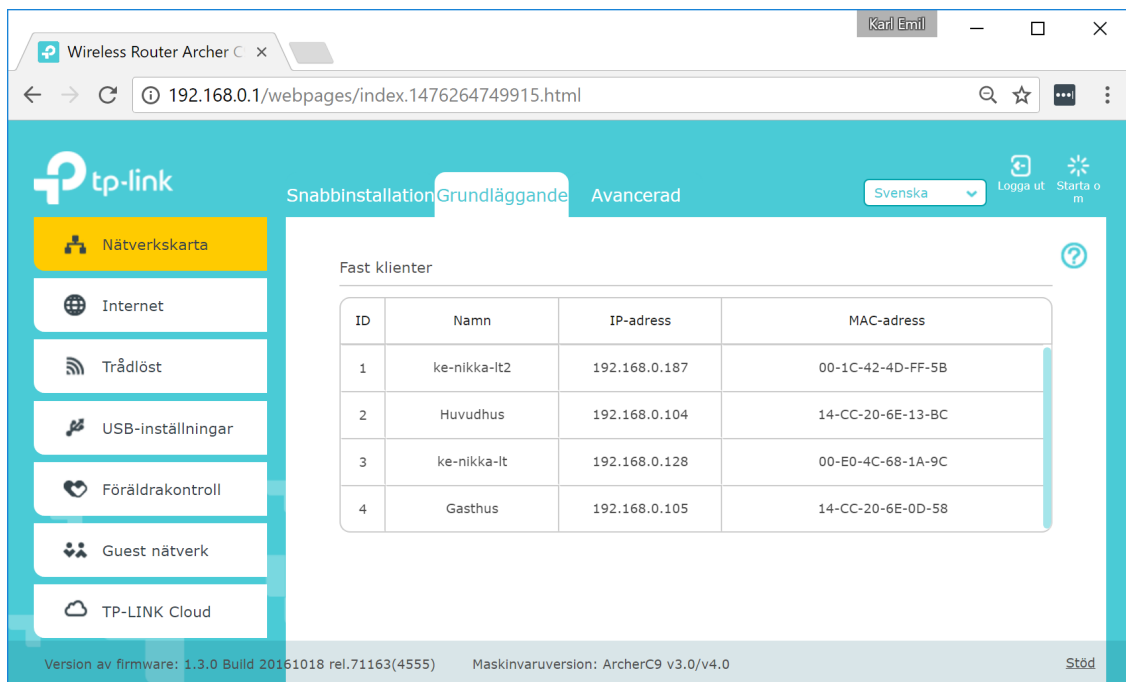 Karl Emil
Wireless Router Archer C
192.168.0.1/webpages/index.1476264749915.html
tp-link
Snabbinstallation Grundläggande Avancerad
Svenska
Logga ut
Starta o
m
Nätverkskarta
Internet
Trådlöst
USB-inställningar
Föräldrakontroll
Guest nätverk
TP-LINK Cloud
Fast klienter
ID Namn IP-adress MAC-adress
1 ke-nikka-lt2 192.168.0.187 00-1C-42-4D-FF-5B
2 Huvudhus 192.168.0.104 14-CC-20-6E-13-BC
3 ke-nikka-lt 192.168.0.128 00-E0-4C-68-1A-9C
4 Gasthus 192.168.0.105 14-CC-20-6E-0D-58
Version av firmware: 1.3.0 Build 20161018 rel.71163(4555) Maskinvaruversion: ArcherC9 v3.0/v4.0 Stöd